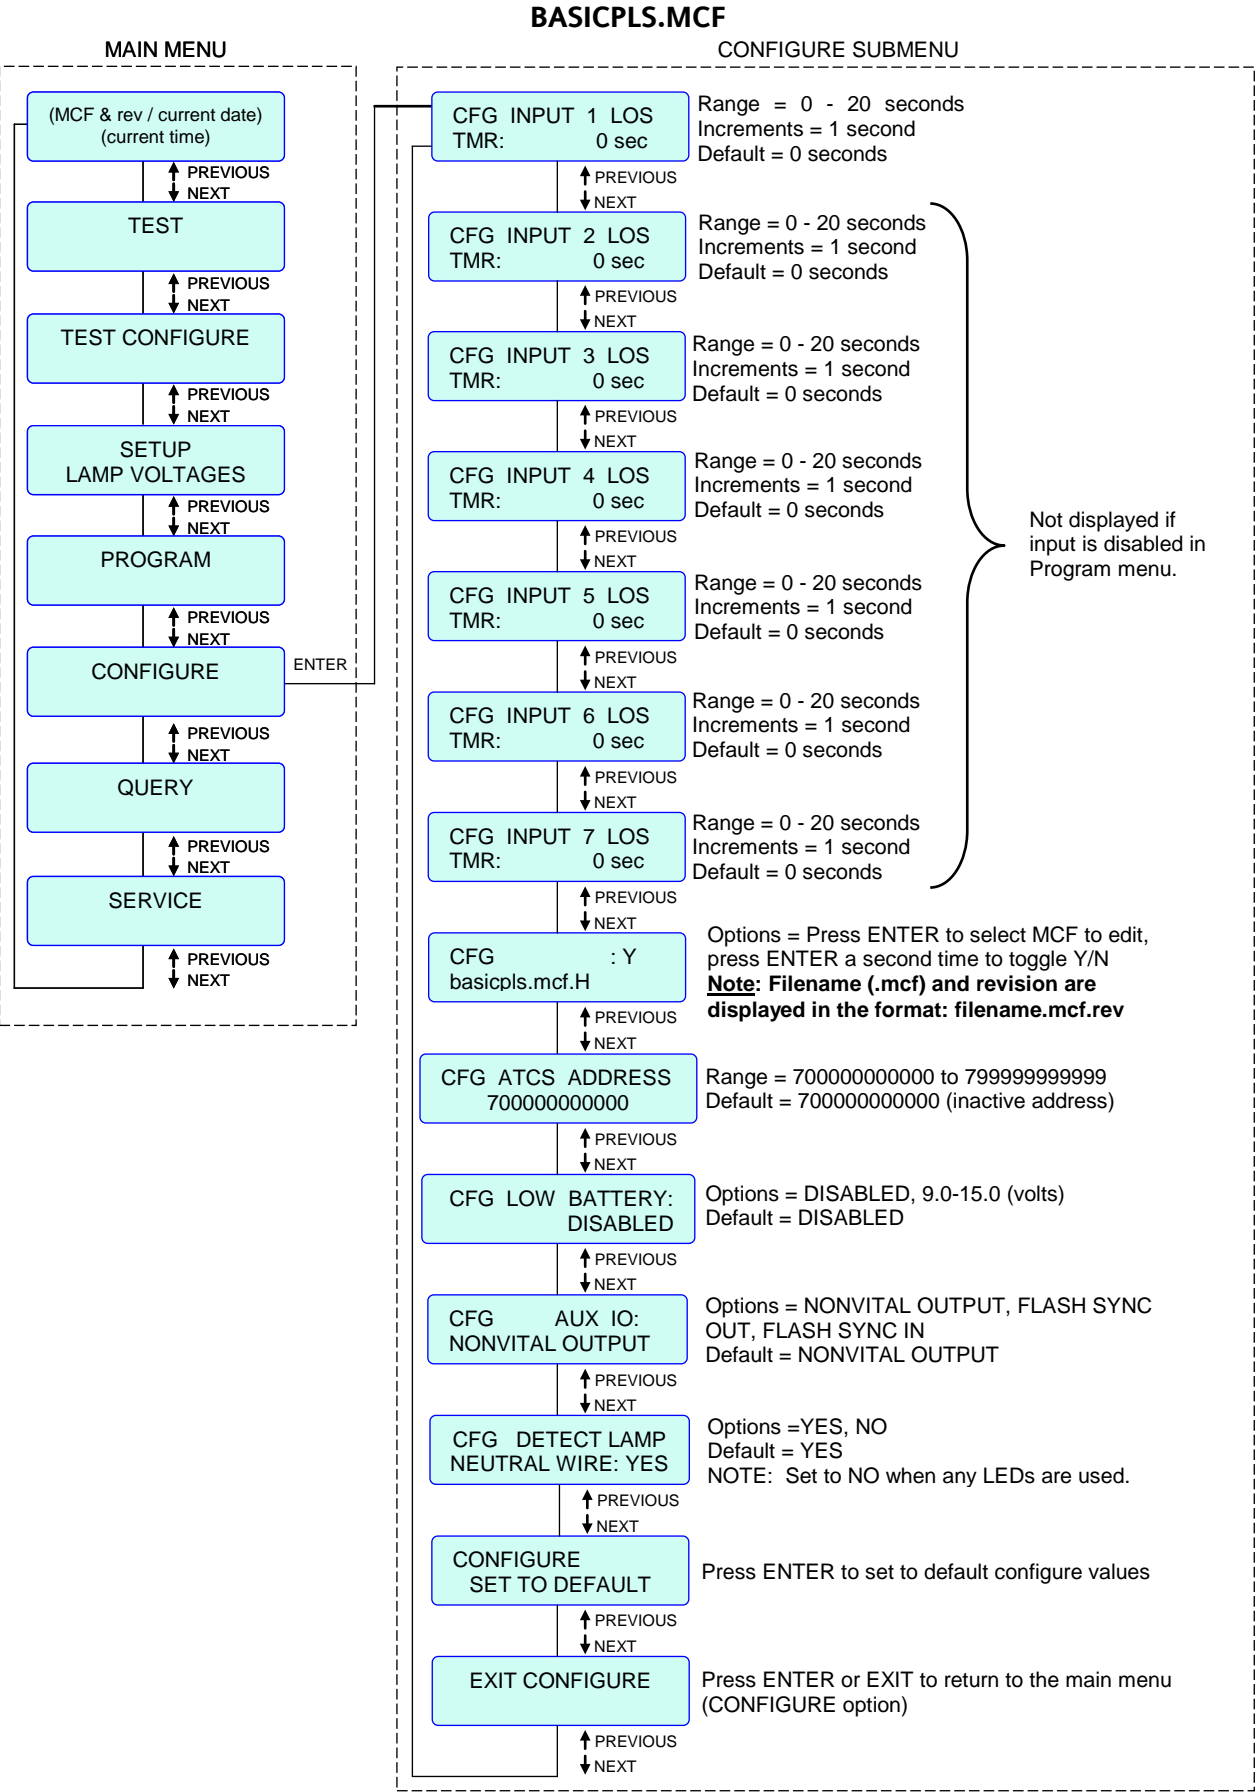 BASICPLS.MCF
MAIN MENU
(MCF & rev / current date)
(current time)
PREVIOUS
NEXT
TEST
PREVIOUS
NEXT
TEST CONFIGURE
PREVIOUS
NEXT
SETUP
LAMP VOLTAGES
PREVIOUS
NEXT
PROGRAM
PREVIOUS
NEXT
CONFIGURE
ENTER
PREVIOUS
NEXT
QUERY
PREVIOUS
NEXT
SERVICE
PREVIOUS
NEXT
CONFIGURE SUBMENU
CFG INPUT 1 LOS
TMR: 0 sec
Range = 0 - 20 seconds
Increments = 1 second
Default = 0 seconds
PREVIOUS
NEXT
CFG INPUT 2 LOS
TMR: 0 sec
Range = 0 - 20 seconds
Increments = 1 second
Default = 0 seconds
PREVIOUS
NEXT
CFG INPUT 3 LOS
TMR: 0 sec
Range = 0 - 20 seconds
Increments = 1 second
Default = 0 seconds
PREVIOUS
NEXT
CFG INPUT 4 LOS
TMR: 0 sec
Range = 0 - 20 seconds
Increments = 1 second
Default = 0 seconds
PREVIOUS
NEXT
CFG INPUT 5 LOS
TMR: 0 sec
Range = 0 - 20 seconds
Increments = 1 second
Default = 0 seconds
PREVIOUS
NEXT
CFG INPUT 6 LOS
TMR: 0 sec
Range = 0 - 20 seconds
Increments = 1 second
Default = 0 seconds
PREVIOUS
NEXT
CFG INPUT 7 LOS
TMR: 0 sec
Range = 0 - 20 seconds
Increments = 1 second
Default = 0 seconds
Not displayed if
input is disabled in
Program menu.
PREVIOUS
NEXT
CFG : Y
basicpls.mcf.H
Options = Press ENTER to select MCF to edit,
press ENTER a second time to toggle Y/N
Note: Filename (.mcf) and revision are
displayed in the format: filename.mcf.rev
PREVIOUS
NEXT
CFG ATCS ADDRESS
700000000000
Range = 700000000000 to 799999999999
Default = 700000000000 (inactive address)
PREVIOUS
NEXT
CFG LOW BATTERY:
DISABLED
Options = DISABLED, 9.0-15.0 (volts)
Default = DISABLED
PREVIOUS
NEXT
CFG AUX IO:
NONVITAL OUTPUT
Options = NONVITAL OUTPUT, FLASH SYNC
OUT, FLASH SYNC IN
Default = NONVITAL OUTPUT
PREVIOUS
NEXT
CFG DETECT LAMP
NEUTRAL WIRE: YES
Options =YES, NO
Default = YES
NOTE: Set to NO when any LEDs are used.
PREVIOUS
NEXT
CONFIGURE
SET TO DEFAULT
Press ENTER to set to default configure values
PREVIOUS
NEXT
EXIT CONFIGURE
Press ENTER or EXIT to return to the main menu
(CONFIGURE option)
PREVIOUS
NEXT